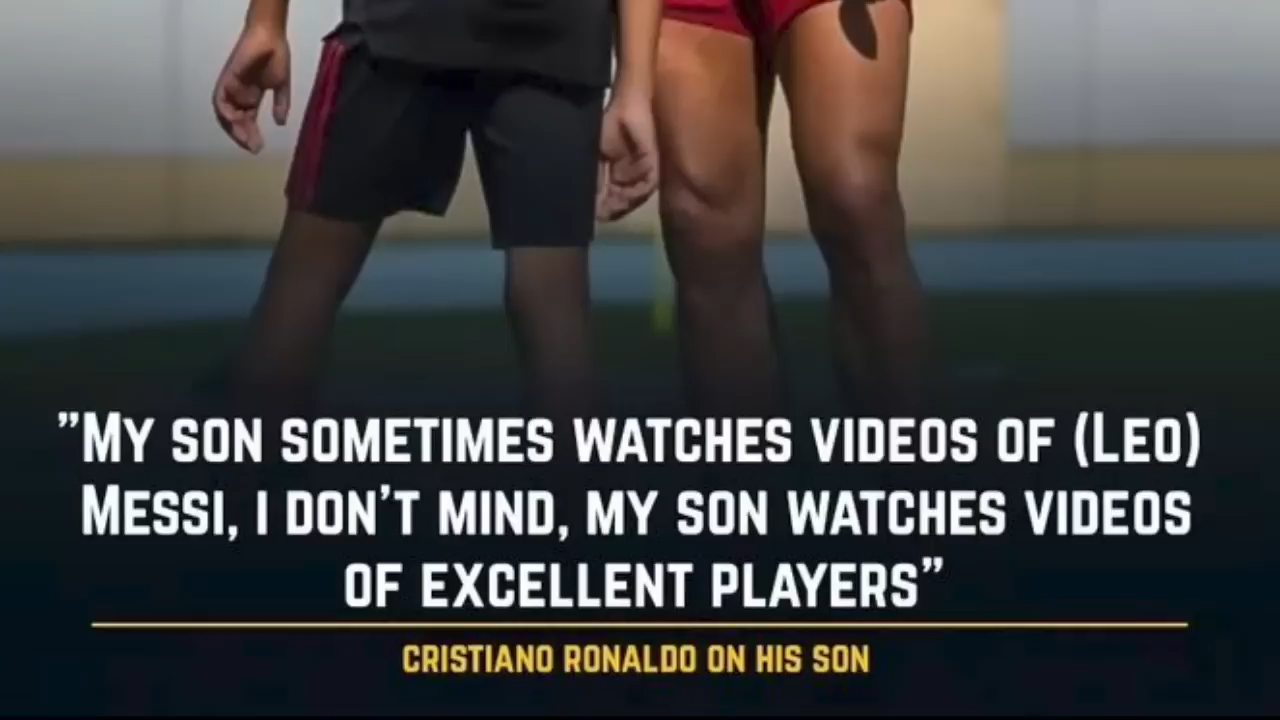 "My son sometimes watches videos of (Leo)
Messi, I don't mind, my son watches videos
of excellent players"
CRISTIANO RONALDO ON HIS SON